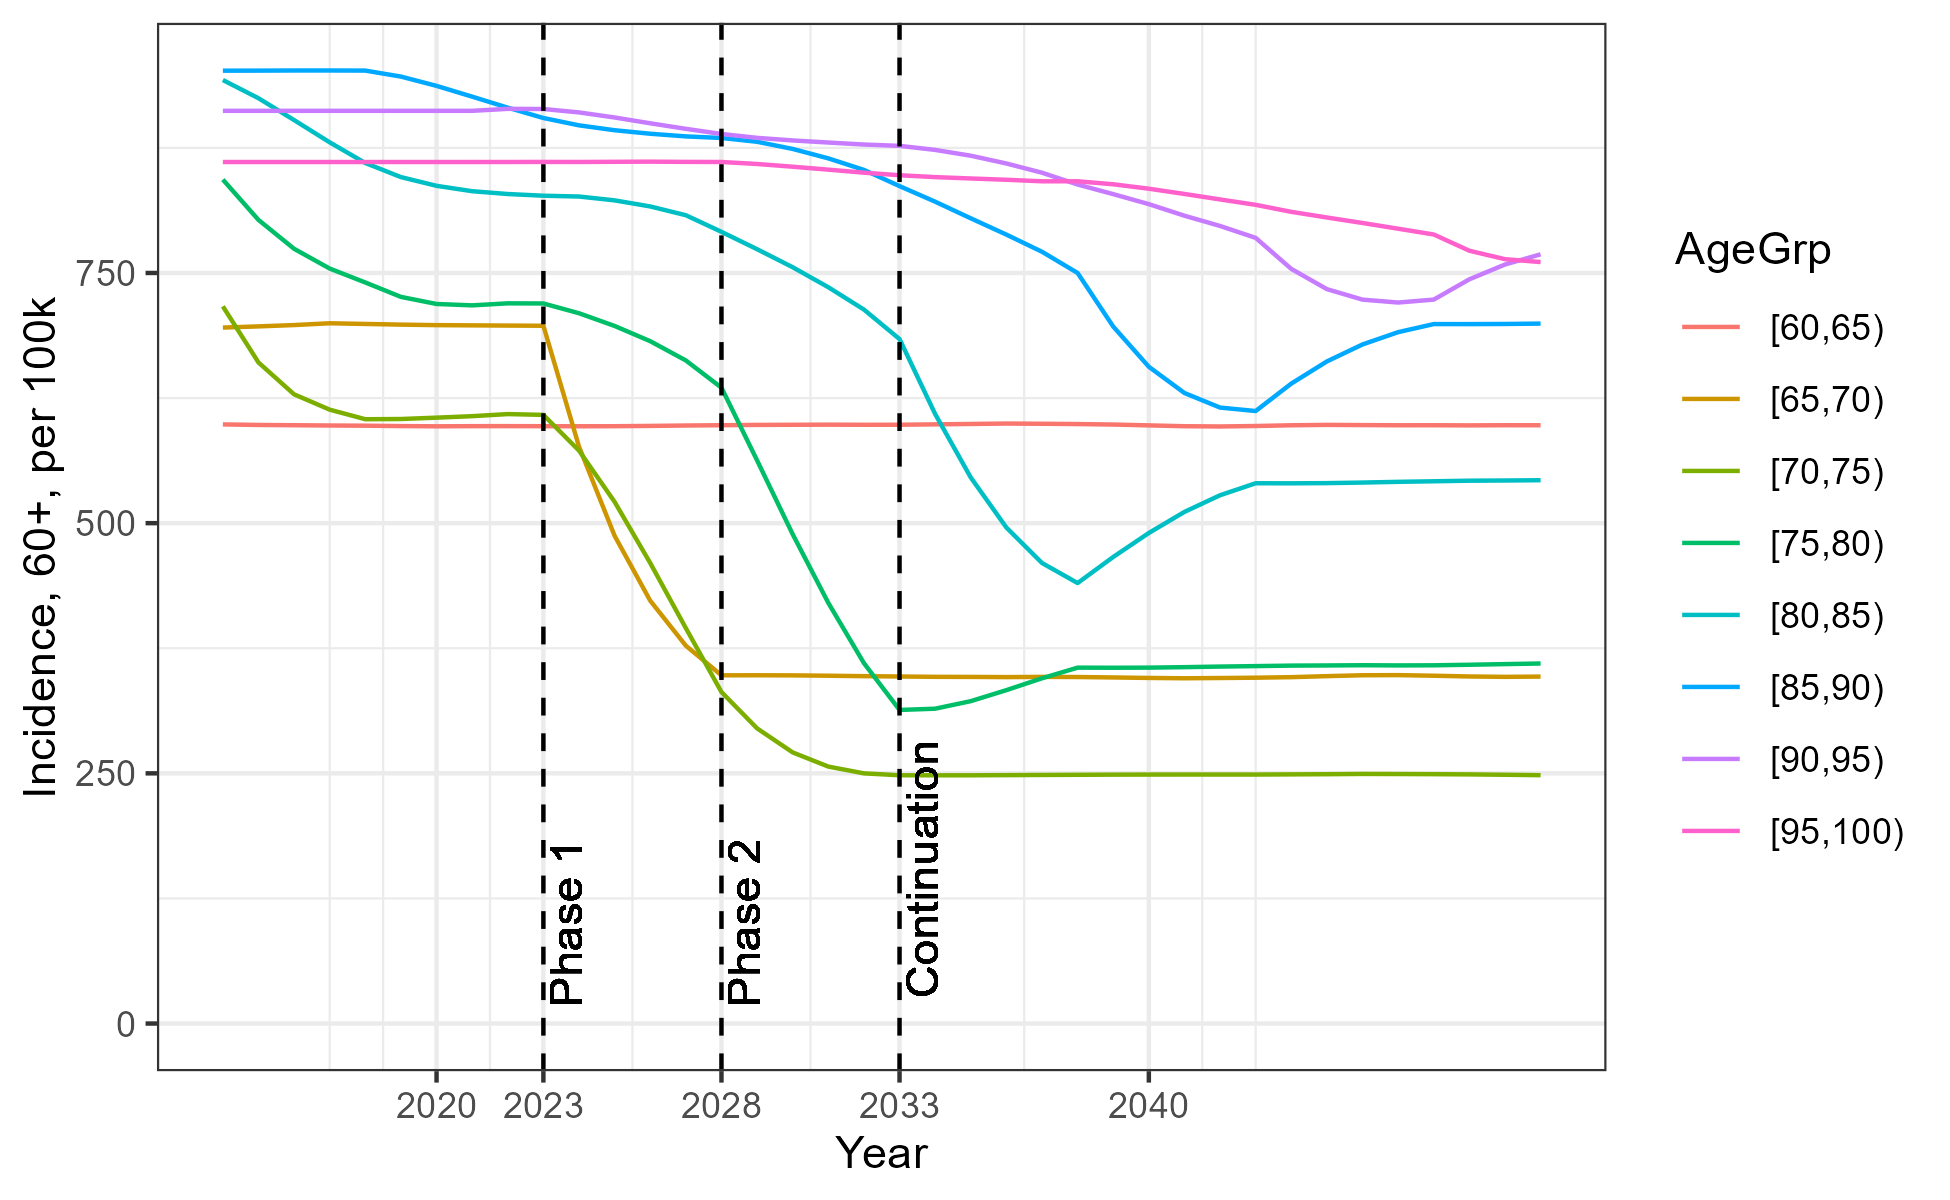 Incidence, 60+, per 100k
750
500
250
0
Phase 1
Phase 2
Continuation
2020
2023
2028
2033
2040
Year
AgeGrp
[60,65)
[65,70)
[70,75)
[75,80)
[80,85)
[85,90)
[90,95)
[95,100)